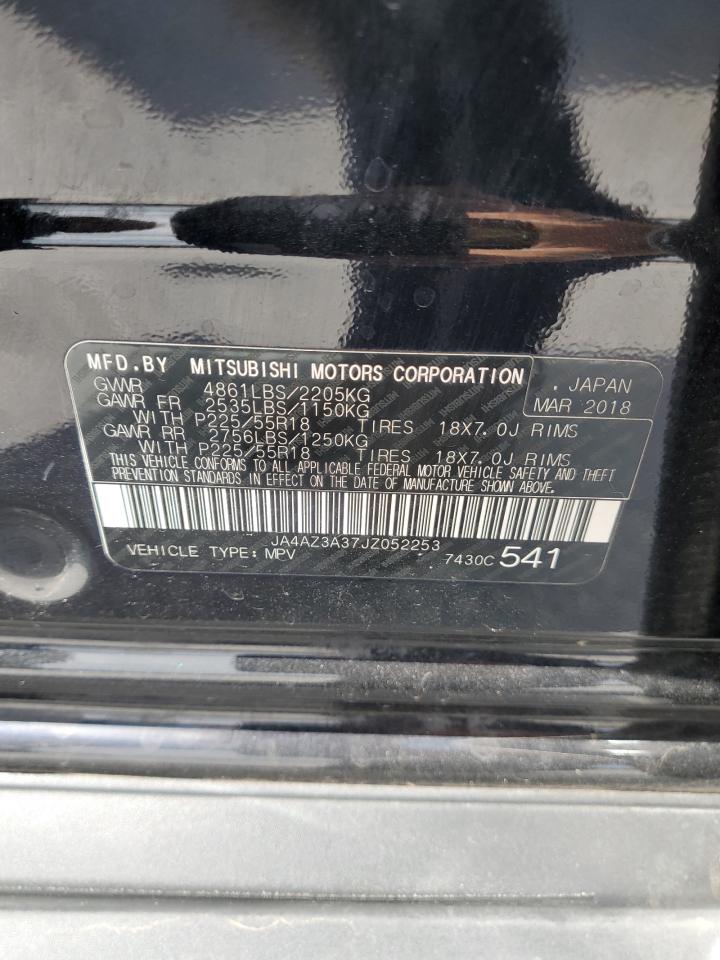 MFD.BY MITSUBISHI MOTORS CORPORATION
. JAPAN
MAR 2018
GVWR 4861LBS/2205KG
GAWR FR 2535LBS/1150KG
WITH P225/55R18 TIRES 18X7.0J RIMS
GAWR RR 2756LBS/1250KG
WITH P225/55R18 TIRES 18X7.0J RIMS
THIS VEHICLE CONFORMS TO ALL APPLICABLE FEDERAL MOTOR VEHICLE SAFETY AND THEFT
PREVENTION STANDARDS IN EFFECT ON THE DATE OF MANUFACTURE SHOWN ABOVE.
JA4AZ3A37JZ052253
VEHICLE TYPE: MPV 7430C 541